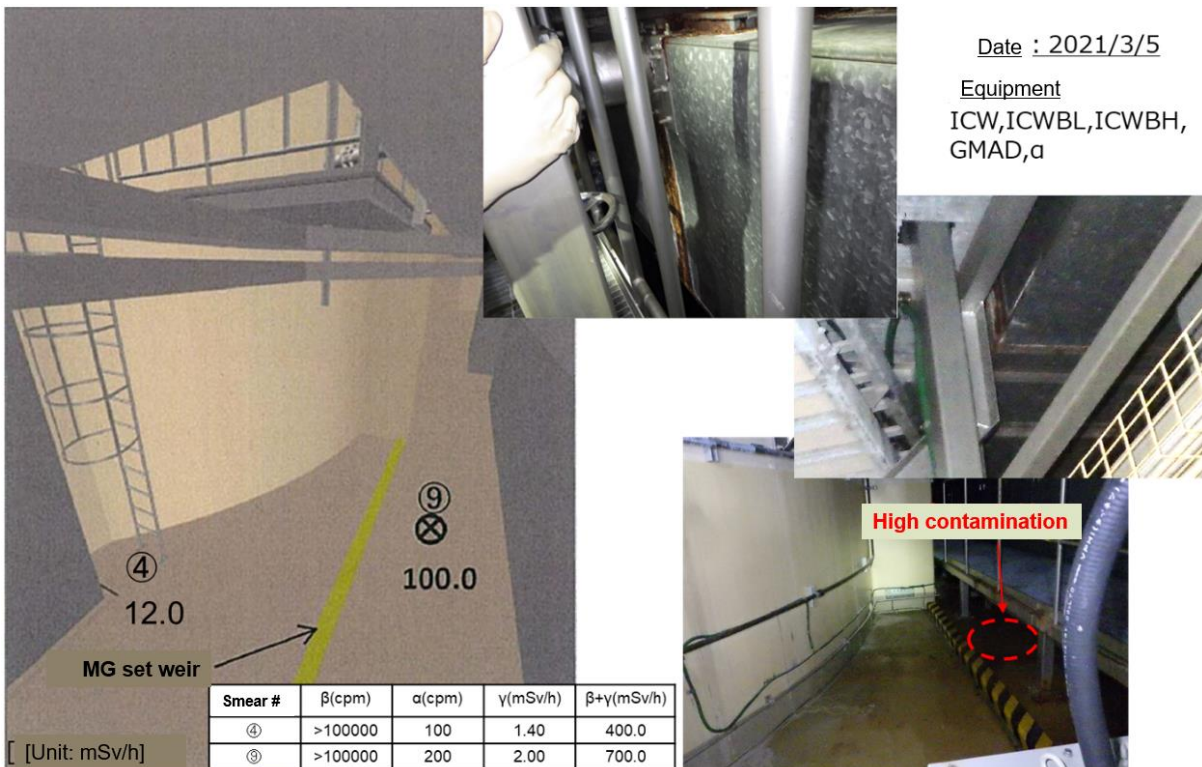 Date : 2021/3/5
Equipment
ICW,ICWBL,ICWBH,
GMAD,α
High contamination
④
12.0
⑨
100.0
MG set weir
[ [Unit: mSv/h]
Smear # β(cpm) α(cpm) γ(mSv/h) β+γ(mSv/h)
④ >100000 100 1.40 400.0
⑨ >100000 200 2.00 700.0